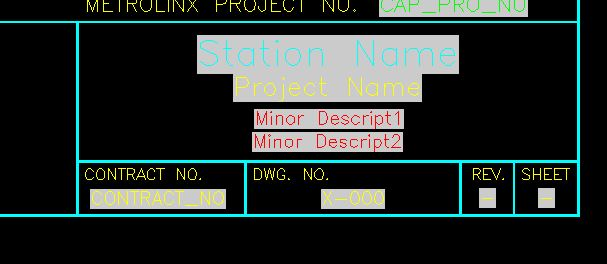 METROLINX PROJECT NO. CAP_PRO_NO
Station Name
Project Name
Minor Descript1
Minor Descript2
CONTRACT NO. DWG. NO. REV. SHEET
CONTRACT_NO X-000 - -